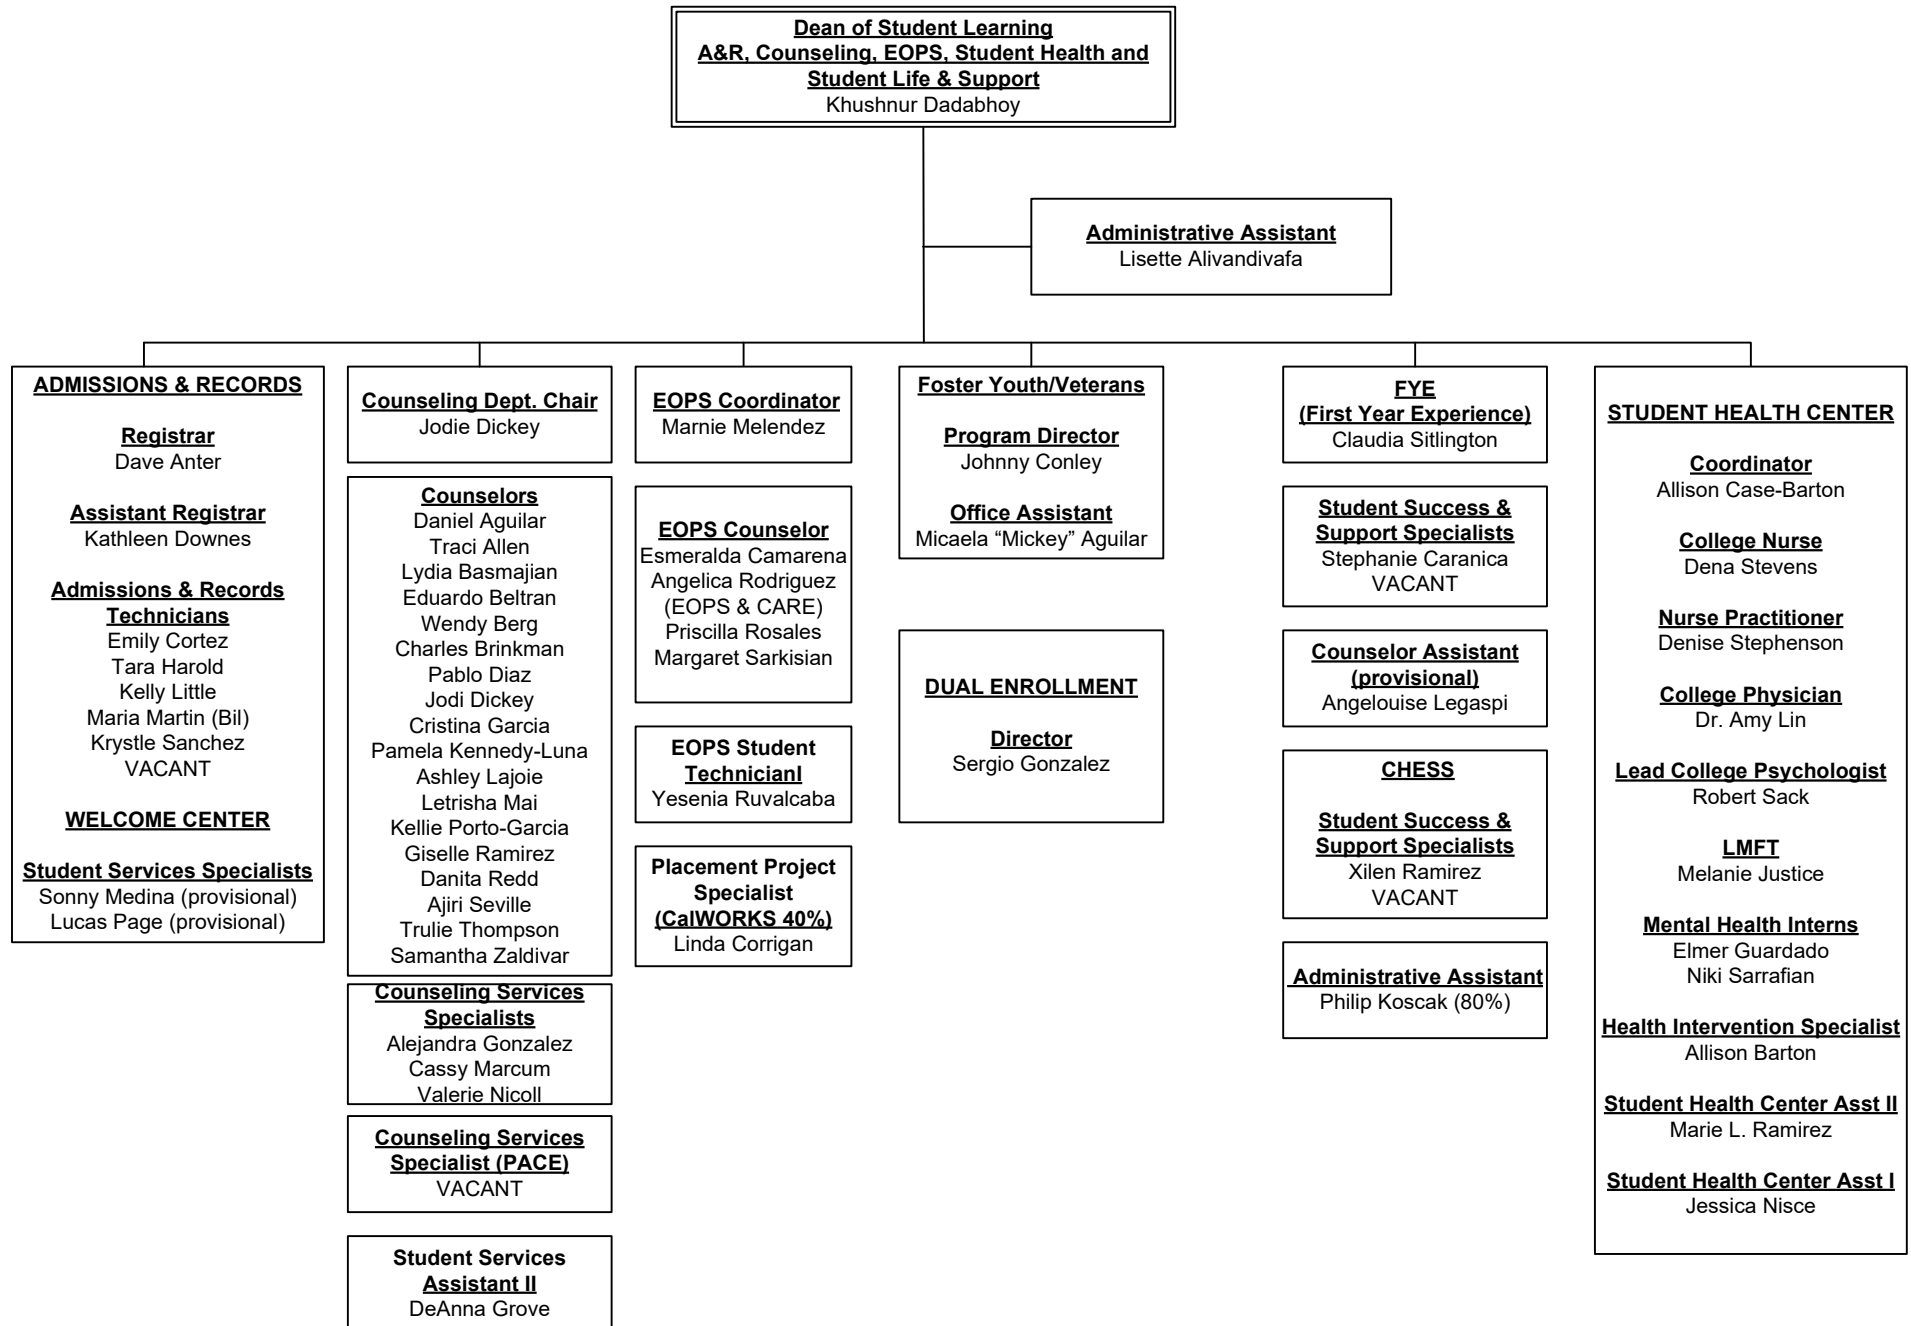 Dean of Student Learning
A&R, Counseling, EOPS, Student Health and
Student Life & Support
Khushnur Dadabhoy
Administrative Assistant
Lisette Alivandivafa
ADMISSIONS & RECORDS
Registrar
Dave Anter
Assistant Registrar
Kathleen Downes
Admissions & Records
Technicians
Emily Cortez
Tara Harold
Kelly Little
Maria Martin (Bil)
Krystle Sanchez
VACANT
WELCOME CENTER
Student Services Specialists
Sonny Medina (provisional)
Lucas Page (provisional)
Counseling Dept. Chair
Jodie Dickey
Counselors
Daniel Aguilar
Traci Allen
Lydia Basmajian
Eduardo Beltran
Wendy Berg
Charles Brinkman
Pablo Diaz
Jodi Dickey
Cristina Garcia
Pamela Kennedy-Luna
Ashley Lajoie
Letrisha Mai
Kellie Porto-Garcia
Giselle Ramirez
Danita Redd
Ajiri Seville
Trulie Thompson
Samantha Zaldivar
Counseling Services
Specialists
Alejandra Gonzalez
Cassy Marcum
Valerie Nicoll
Counseling Services
Specialist (PACE)
VACANT
Student Services
Assistant II
DeAnna Grove
EOPS Coordinator
Marnie Melendez
EOPS Counselor
Esmeralda Camarena
Angelica Rodriguez
(EOPS & CARE)
Priscilla Rosales
Margaret Sarkisian
EOPS Student
TechnicianI
Yesenia Ruvalcaba
Placement Project
Specialist
(CalWORKS 40%)
Linda Corrigan
Foster Youth/Veterans
Program Director
Johnny Conley
Office Assistant
Micaela “Mickey” Aguilar
DUAL ENROLLMENT
Director
Sergio Gonzalez
FYE
(First Year Experience)
Claudia Sitlington
Student Success &
Support Specialists
Stephanie Caranica
VACANT
Counselor Assistant
(provisional)
Angelouise Legaspi
CHESS
Student Success &
Support Specialists
Xilen Ramirez
VACANT
Administrative Assistant
Philip Koscak (80%)
STUDENT HEALTH CENTER
Coordinator
Allison Case-Barton
College Nurse
Dena Stevens
Nurse Practitioner
Denise Stephenson
College Physician
Dr. Amy Lin
Lead College Psychologist
Robert Sack
LMFT
Melanie Justice
Mental Health Interns
Elmer Guardado
Niki Sarrafian
Health Intervention Specialist
Allison Barton
Student Health Center Asst II
Marie L. Ramirez
Student Health Center Asst I
Jessica Nisce